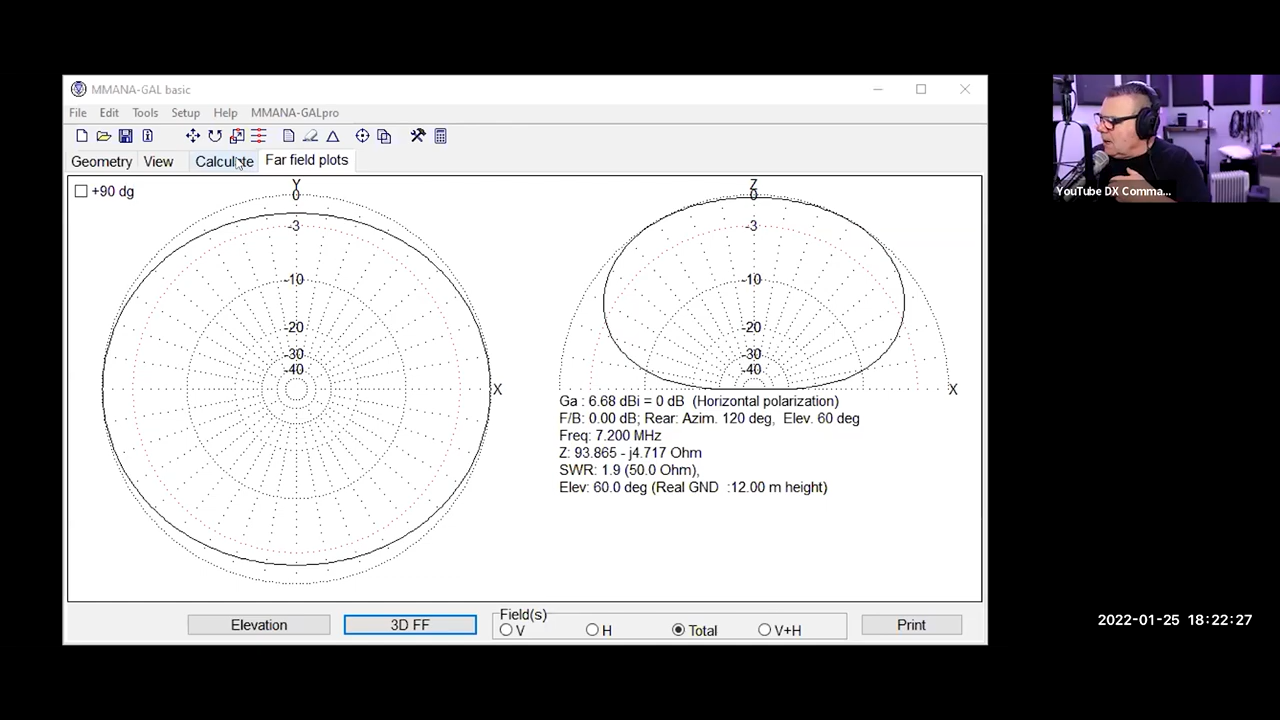 MMANA-GAL basic
File Edit Tools Setup Help MMANA-GALpro
Geometry View Calculate Far field plots
+90 dg
Y
0
-3
-10
-20
-30
-40
X
Z
0
-3
-10
-20
-30
-40
X
Ga : 6.68 dBi = 0 dB (Horizontal polarization)
F/B: 0.00 dB; Rear: Azim. 120 deg, Elev. 60 deg
Freq: 7.200 MHz
Z: 93.865 - j4.717 Ohm
SWR: 1.9 (50.0 Ohm),
Elev: 60.0 deg (Real GND :12.00 m height)
Elevation
3D FF
Field(s)
V H Total V+H
Print
YouTube DX Comma...
2022-01-25 18:22:27